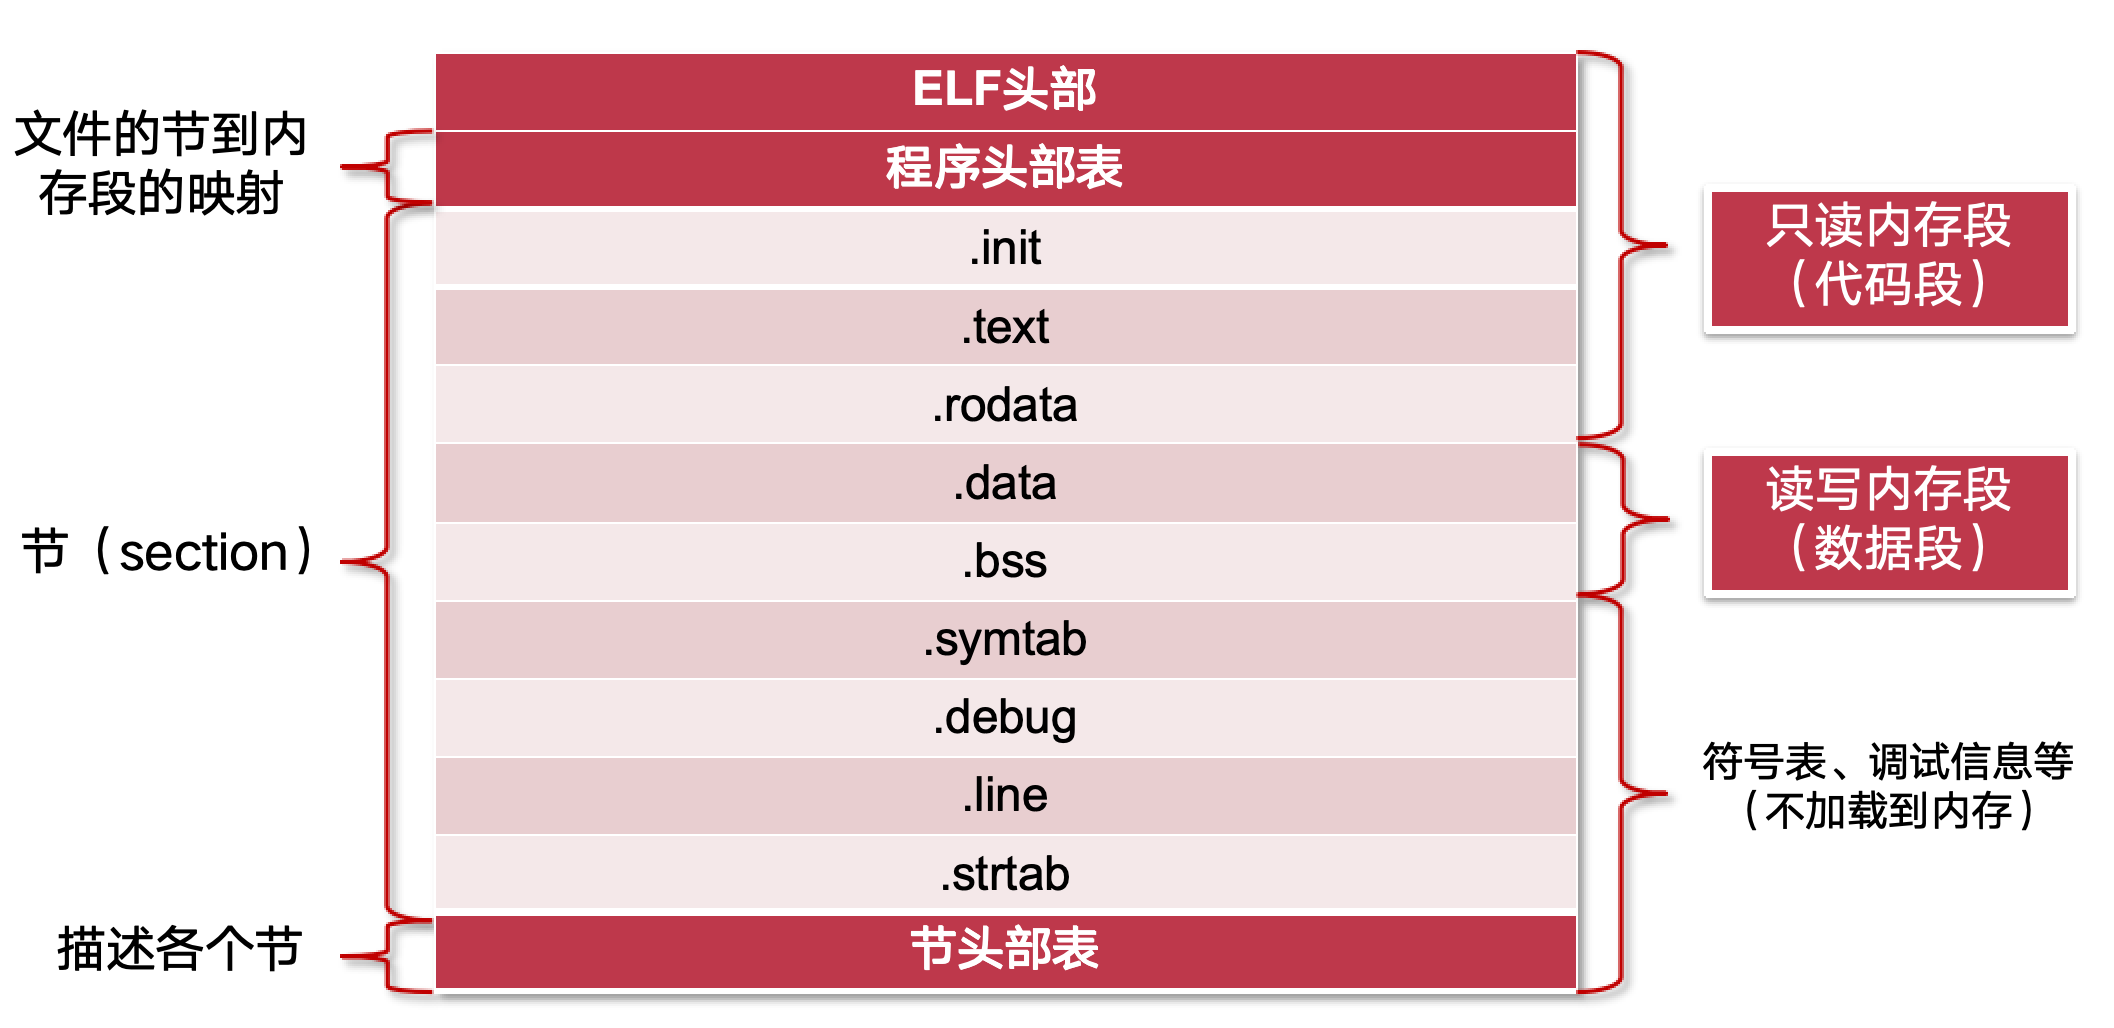 ELF头部
文件的节到内
存段的映射
程序头部表
只读内存段
（代码段）
.init
.text
.rodata
读写内存段
（数据段）
.data
节（section）
.bss
.symtab
.debug
符号表、调试信息等
（不加载到内存）
.line
.strtab
描述各个节
节头部表